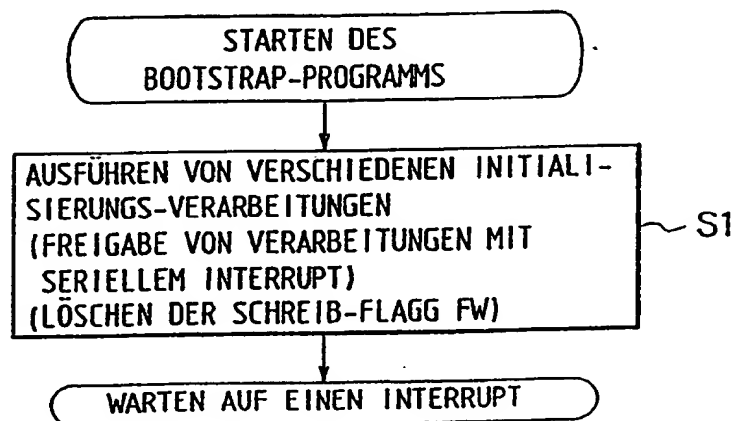 STARTEN DES
BOOTSTRAP-PROGRAMMS
AUSFÜHREN VON VERSCHIEDENEN INITIALI-
SIERUNGS-VERARBEITUNGEN
(FREIGABE VON VERARBEITUNGEN MIT
SERIELLEM INTERRUPT)
(LÖSCHEN DER SCHREIB-FLAGG FW)
S1
WARTEN AUF EINEN INTERRUPT